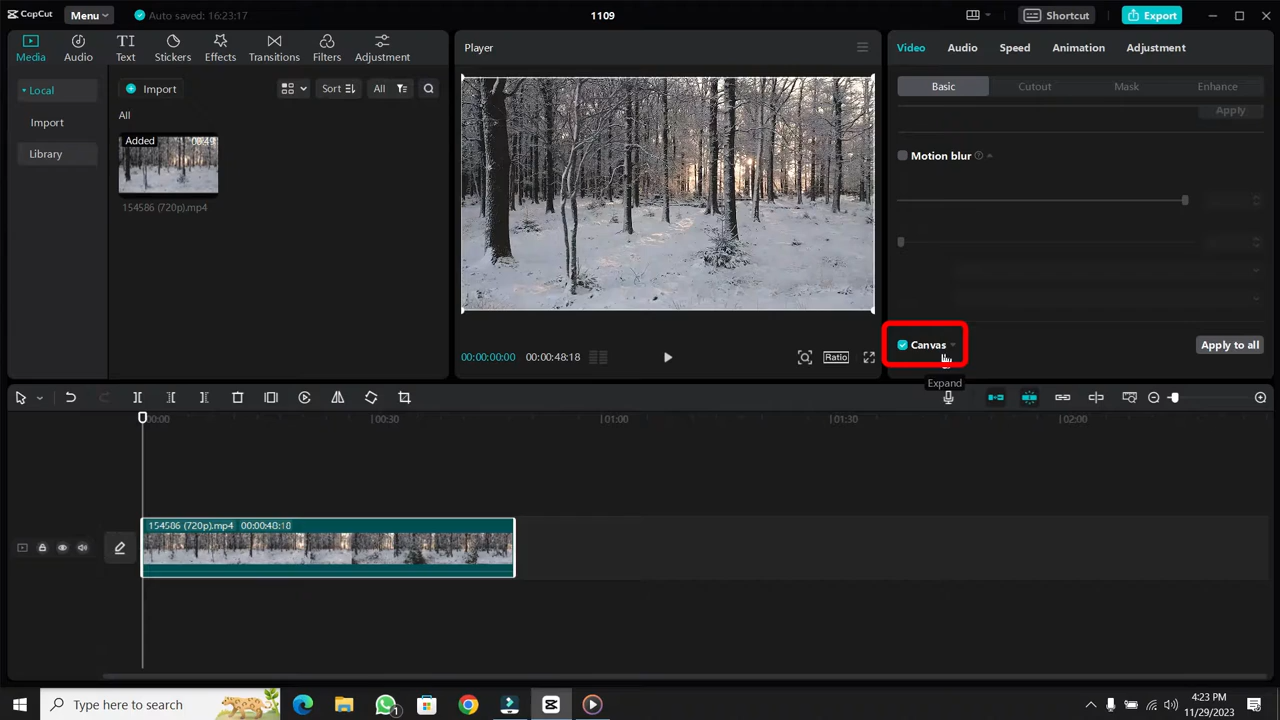 CapCut
Menu
Auto saved: 16:23:17
1109
Shortcut
Export
Media
Audio
Text
Stickers
Effects
Transitions
Filters
Adjustment
Local
Import
Library
Import
Sort
All
All
Added
00:49
154586 (720p).mp4
Player
00:00:00:00
00:00:48:18
Ratio
Video
Audio
Speed
Animation
Adjustment
Basic
Cutout
Mask
Enhance
Apply
Motion blur
Canvas
Apply to all
Expand
00:00
00:30
01:00
01:30
02:00
154586 (720p).mp4 00:00:48:18
Type here to search
1
4:23 PM
11/29/2023